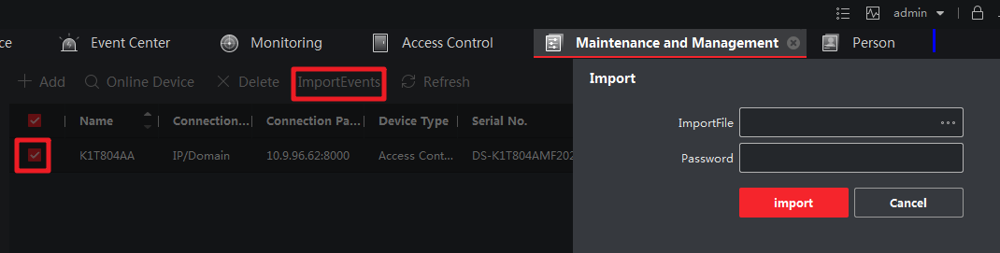 admin
ce Event Center Monitoring Access Control Maintenance and Management Person
Add Online Device Delete ImportEvents Refresh
Name Connection... Connection Pa... Device Type Serial No.
K1T804AA IP/Domain 10.9.96.62:8000 Access Cont... DS-K1T804AMF202
Import
ImportFile ...
Password
import Cancel